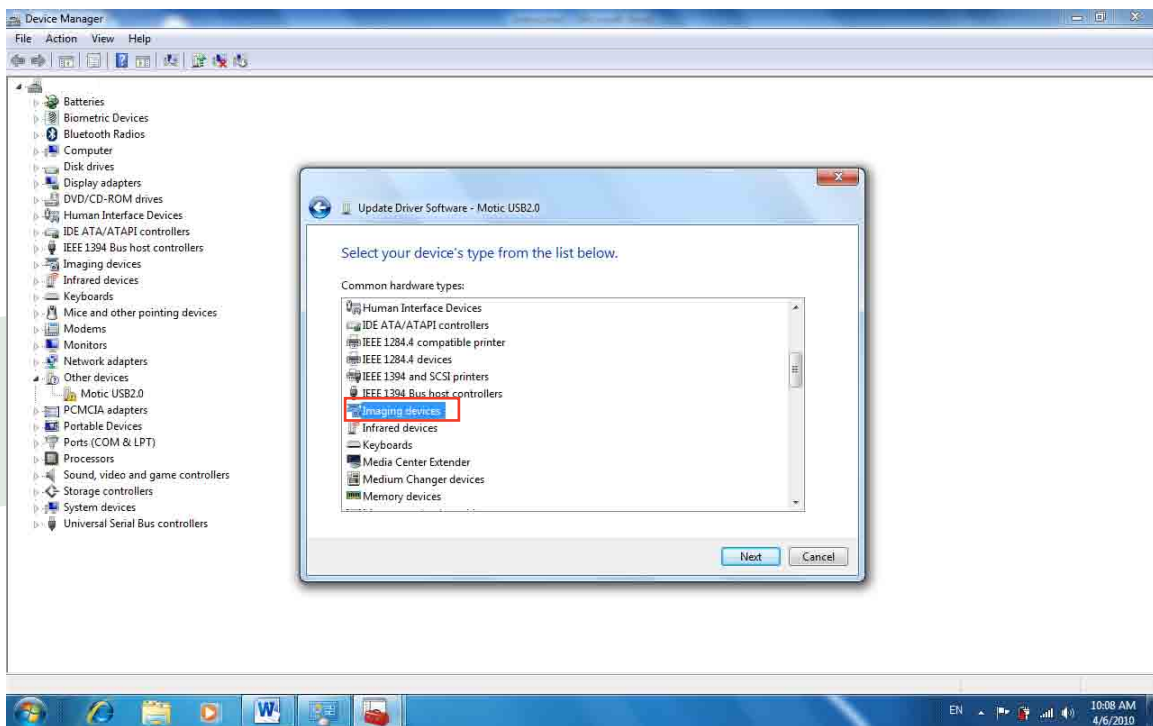 Device Manager
File Action View Help
Batteries
Biometric Devices
Bluetooth Radios
Computer
Disk drives
Display adapters
DVD/CD-ROM drives
Human Interface Devices
IDE ATA/ATAPI controllers
IEEE 1394 Bus host controllers
Imaging devices
Infrared devices
Keyboards
Mice and other pointing devices
Modems
Monitors
Network adapters
Other devices
Motic USB2.0
PCMCIA adapters
Portable Devices
Ports (COM & LPT)
Processors
Sound, video and game controllers
Storage controllers
System devices
Universal Serial Bus controllers
Update Driver Software - Motic USB2.0
Select your device's type from the list below.
Common hardware types:
Human Interface Devices
IDE ATA/ATAPI controllers
IEEE 1284.4 compatible printer
IEEE 1284.4 devices
IEEE 1394 and SCSI printers
IEEE 1394 Bus host controllers
Imaging devices
Infrared devices
Keyboards
Media Center Extender
Medium Changer devices
Memory devices
Next Cancel
EN
10:08 AM
4/6/2010